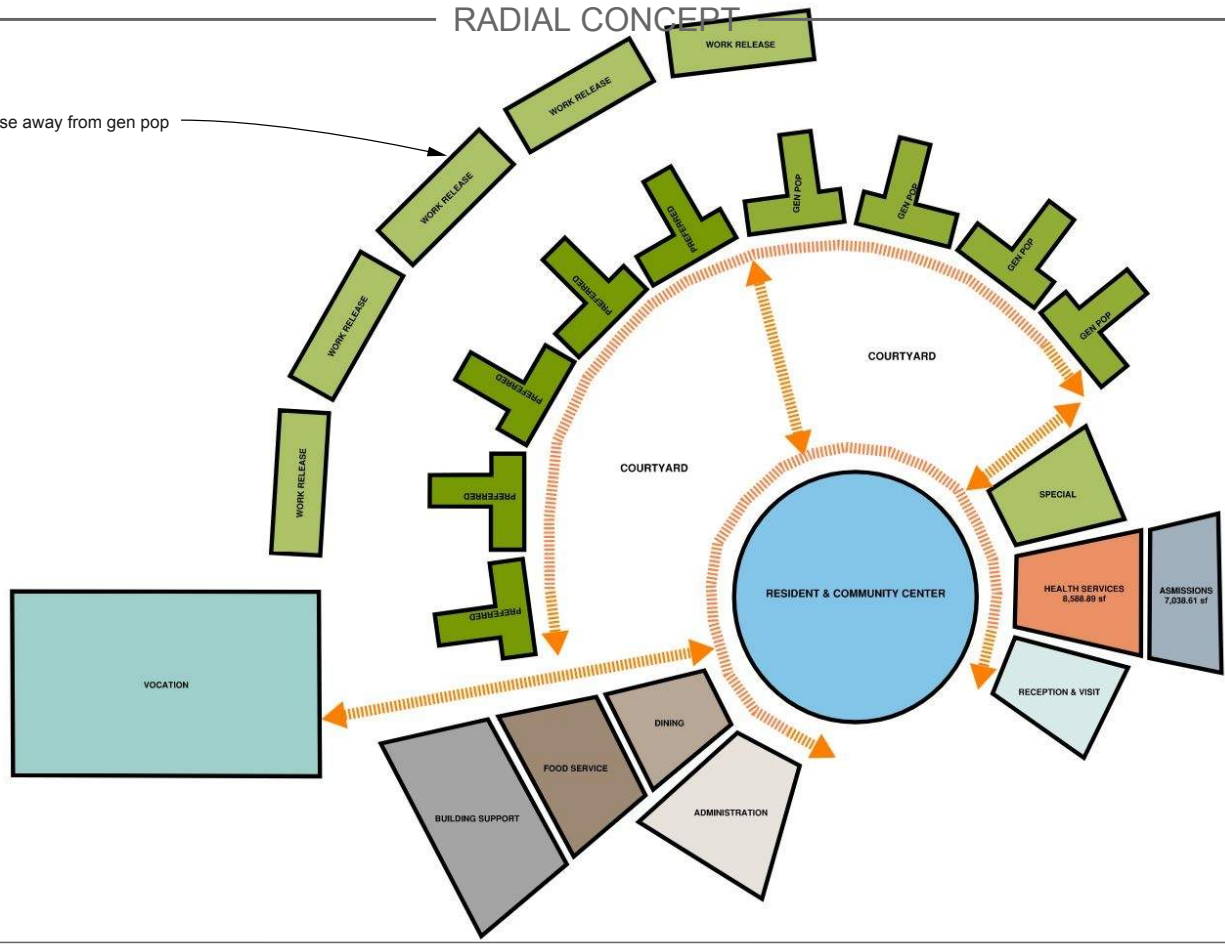 RADIAL CONCEPT
WORK RELEASE
WORK RELEASE
se away from gen pop
WORK RELEASE
WORK RELEASE
WORK RELEASE
GEN POP
GEN POP
GEN POP
GEN POP
PREFERRED
PREFERRED
PREFERRED
PREFERRED
PREFERRED
COURTYARD
COURTYARD
SPECIAL
RESIDENT & COMMUNITY CENTER
HEALTH SERVICES
8,588.89 sf
ASMISSIONS
7,038.61 sf
RECEPTION & VISIT
VOCATION
DINING
FOOD SERVICE
BUILDING SUPPORT
ADMINISTRATION